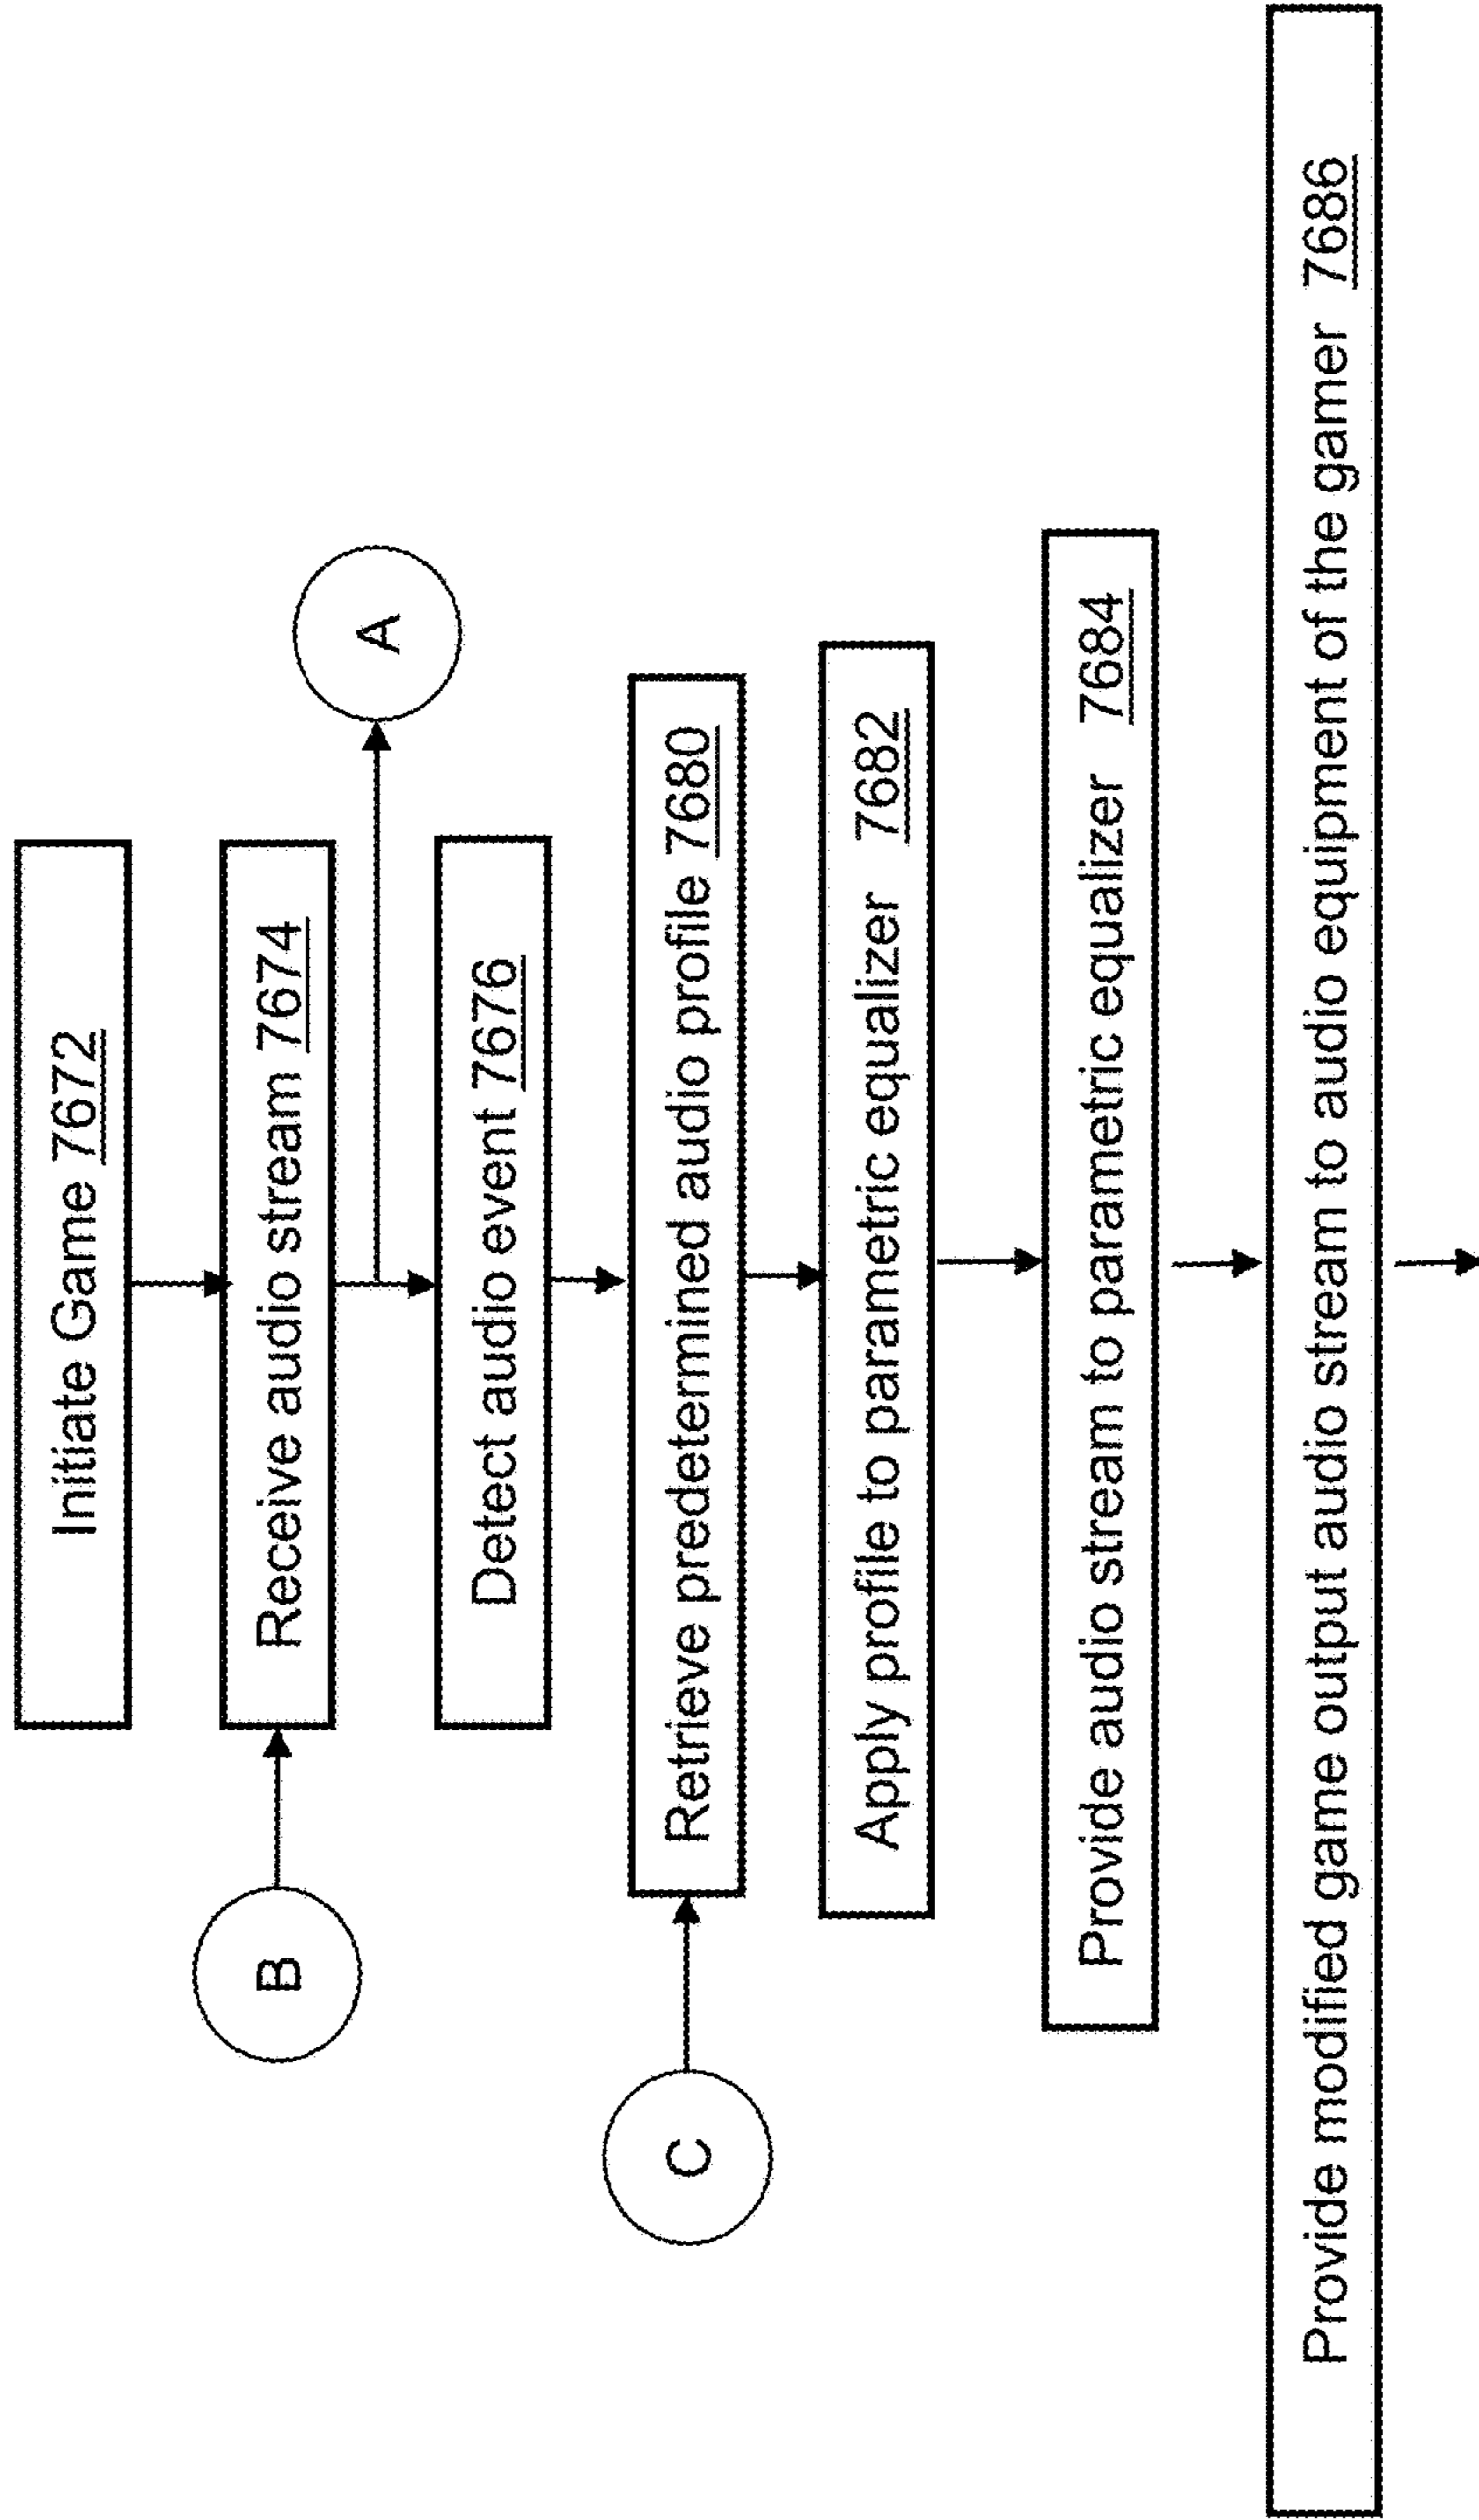 Initiate Game 7672
B
Receive audio stream 7674
A
Detect audio event 7676
C
Retrieve predetermined audio profile 7680
Apply profile to parametric equalizer 7682
Provide audio stream to parametric equalizer 7684
Provide modified game output audio stream to audio equipment of the gamer 7686